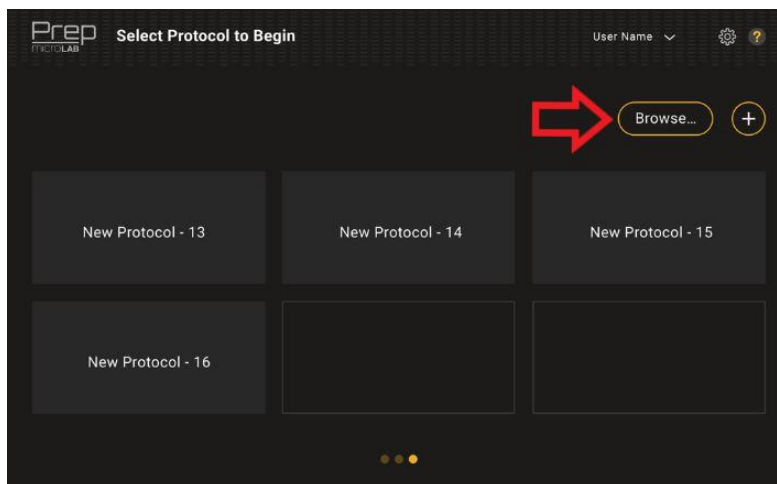 Prep
MICROLAB
Select Protocol to Begin
User Name
?
Browse...
+
New Protocol - 13
New Protocol - 14
New Protocol - 15
New Protocol - 16